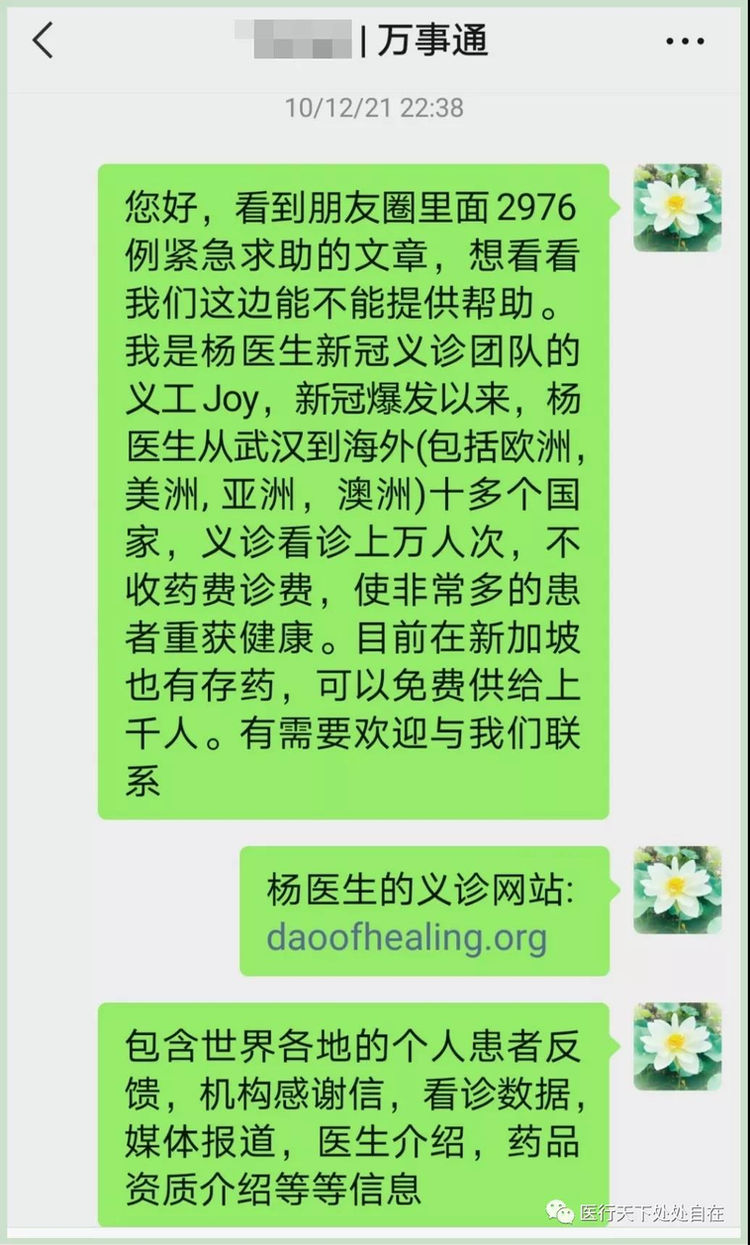 | 万事通
10/12/21 22:38
您好，看到朋友圈里面2976
例紧急求助的文章，想看看
我们这边能不能提供帮助。
我是杨医生新冠义诊团队的
义工Joy，新冠爆发以来，杨
医生从武汉到海外(包括欧洲，
美洲, 亚洲，澳洲)十多个国
家，义诊看诊上万人次，不
收药费诊费，使非常多的患
者重获健康。目前在新加坡
也有存药，可以免费供给上
千人。有需要欢迎与我们联
系
杨医生的义诊网站:
daoofhealing.org
包含世界各地的个人患者反
馈，机构感谢信，看诊数据，
媒体报道，医生介绍，药品
资质介绍等等信息
医行天下处处自在